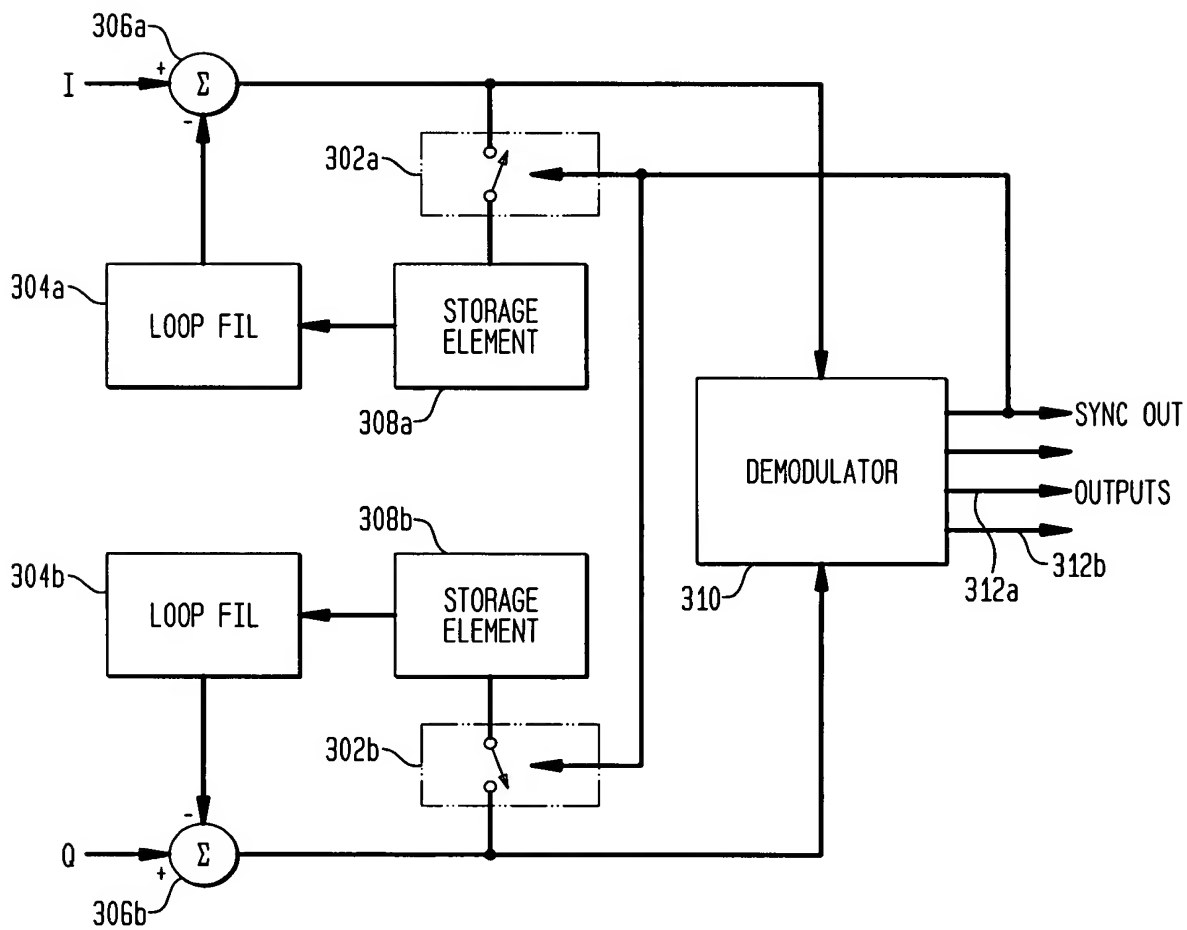 306a
I
+
Σ
-
302a
304a
LOOP FIL
STORAGE
ELEMENT
308a
SYNC OUT
DEMODULATOR
OUTPUTS
308b
304b
LOOP FIL
STORAGE
ELEMENT
310
312a
312b
302b
-
Q
+
Σ
306b